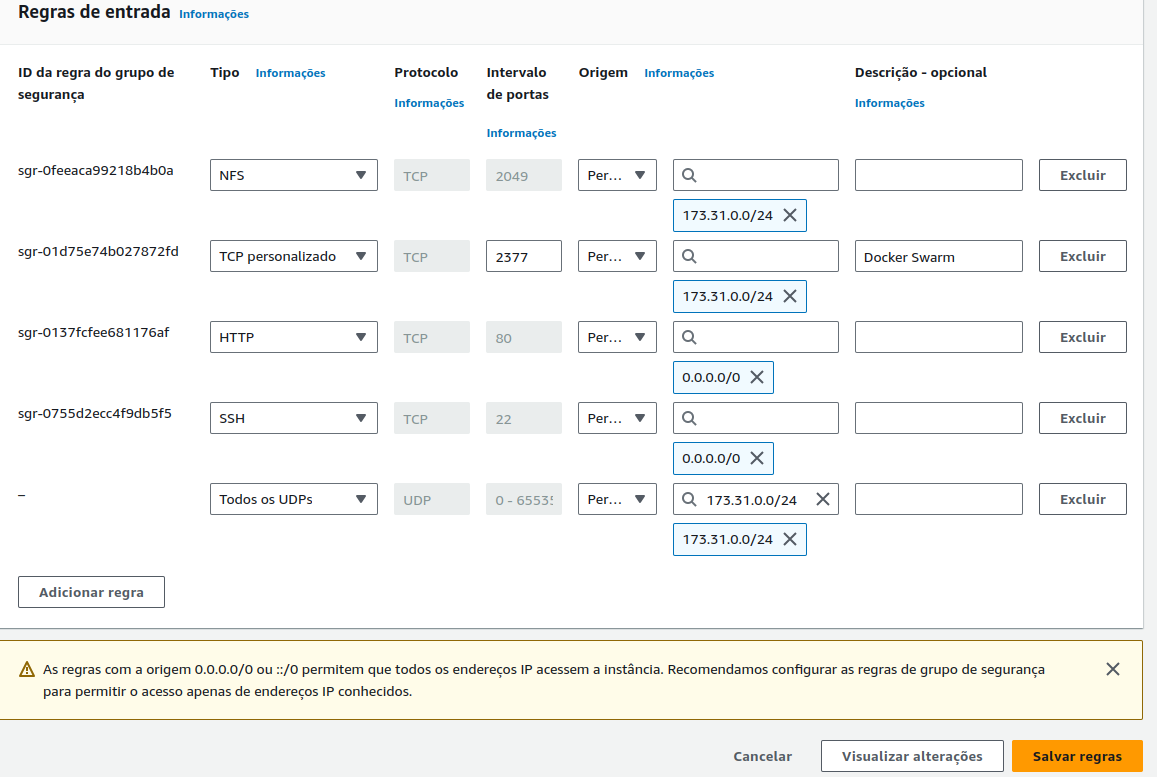 Regras de entrada Informações
ID da regra do grupo de segurança
Tipo Informações
Protocolo Informações
Intervalo de portas Informações
Origem Informações
Descrição - opcional Informações
sgr-0feeaca99218b4b0a NFS TCP 2049 Per... Excluir
173.31.0.0/24
sgr-01d75e74b027872fd TCP personalizado TCP 2377 Per... Docker Swarm Excluir
173.31.0.0/24
sgr-0137fcfee681176af HTTP TCP 80 Per... Excluir
0.0.0.0/0
sgr-0755d2ecc4f9db5f5 SSH TCP 22 Per... Excluir
0.0.0.0/0
– Todos os UDPs UDP 0 - 65535 Per... 173.31.0.0/24 Excluir
173.31.0.0/24
Adicionar regra
As regras com a origem 0.0.0.0/0 ou ::/0 permitem que todos os endereços IP acessem a instância. Recomendamos configurar as regras de grupo de segurança
para permitir o acesso apenas de endereços IP conhecidos.
Cancelar Visualizar alterações Salvar regras